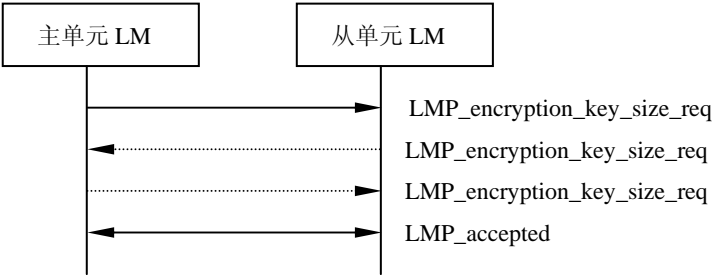 主单元 LM
从单元 LM
LMP_encryption_key_size_req
LMP_encryption_key_size_req
LMP_encryption_key_size_req
LMP_accepted